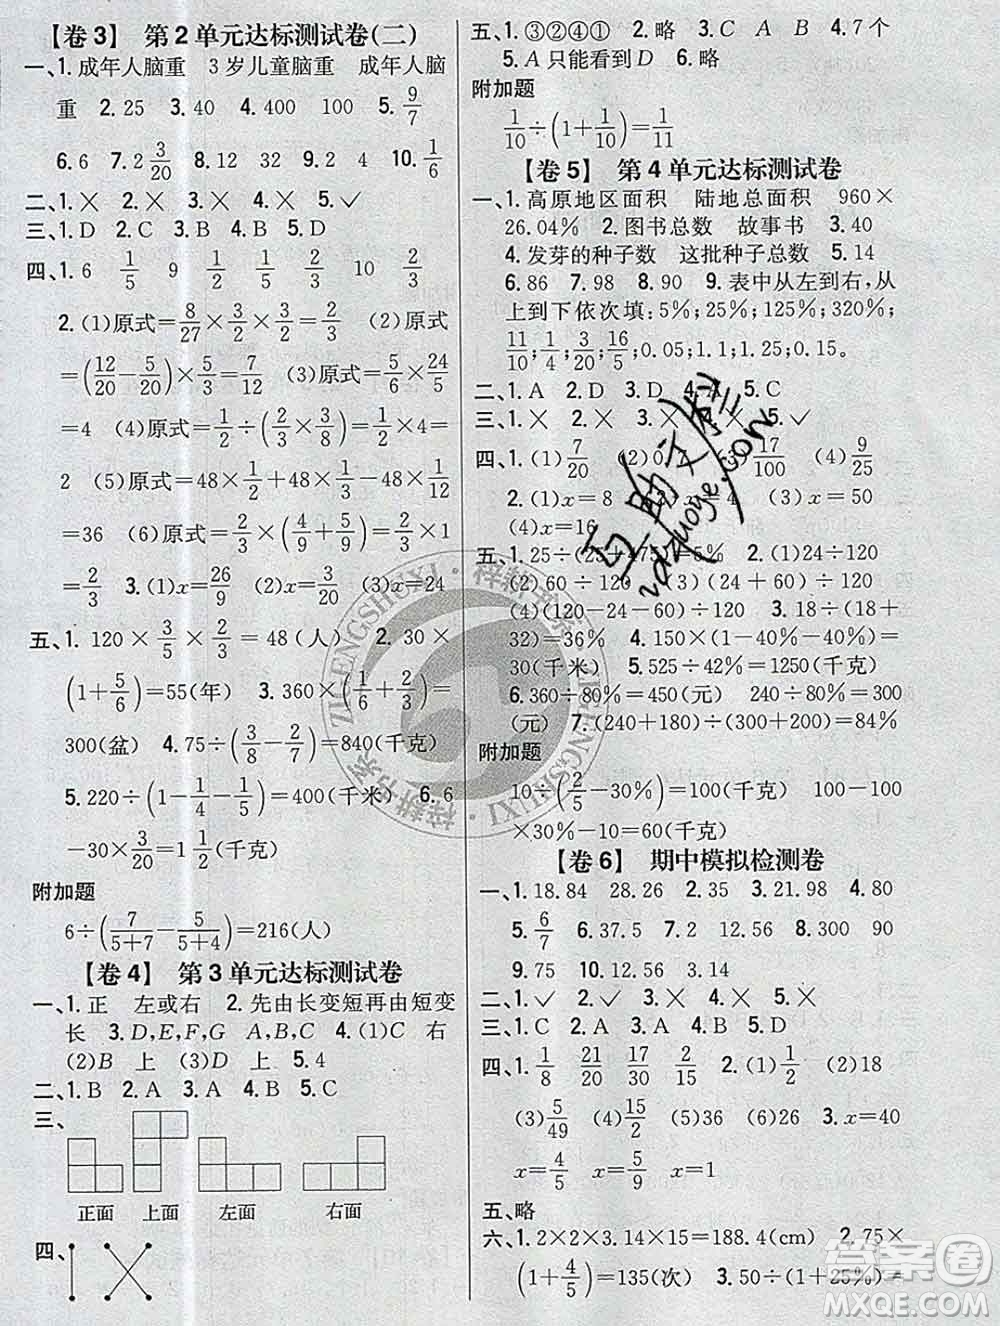 【卷3】 第2单元达标测试卷(二)
一、1. 成年人脑重 3岁儿童脑重 成年人脑
重 2. 25 3. 40 4. 400 100 5. 9/7
6. 6 7. 2 3/20 8. 12 32 9. 2 4 10. 1/6
二、1. × 2. × 3. × 4. × 5. ✓
三、1. D 2. C 3. B 4. B 5. D
四、1. 6 1/5 9 1/2 3/2 10 2/5
2. (1)原式=8/27×3/2×3/2=2/3 (2)原式
=(12/20-5/20)×5/3=7/12 (3)原式=5/6×24/5
=4 (4)原式=1/2÷(2/3×3/8)=1/2×4=
2 (5)原式=48×1/2+48×1/4=48×3/4
=36 (6)原式=2/3×(5/9+4/9)=2/3×1
=2/3 3. (1)x=26/9 (2)x=3/10 (3)x=24
五、1. 120×3/5×2/3=48(人) 2. 30×
(1+5/6)=55(年) 3. 360×(1-1/6)=
300(盆) 4. 75÷(3/8-2/7)=840(千克)
5. 220÷(1-1/4-1/5)=400(千米) 6. 6
-30×3/20=1 1/2(千克)
附加题
6÷(7/(5+7)-5/(5+4))=216(人)
【卷4】 第3单元达标测试卷
一、1. 正 左或右 2. 先由长变短再由短变
长 3. D,E,F,G A,B,C 4. (1)C 右
(2)B 上 (3)D 上 5. 4
二、1. B 2. A 3. A 4. B 5. C
三、
正面 上面 左面 右面
四、
五、1. ③②④① 2. 略 3. C A B 4. 7个
5. A只能看到D 6. 略
附加题
1/10÷(1+1/10)=1/11
【卷5】 第4单元达标测试卷
一、1. 高原地区面积 陆地总面积 960×
26.04% 2. 图书总数 故事书 3. 40
4. 发芽的种子数 这批种子总数 5. 14
6. 86 7. 98 8. 90 9. 表中从左到右,从
上到下依次填:5%;25%;125%;320%;
11/10;1/4;3/20;16/5;0.05;1.1;1.25;0.15。
二、1. A 2. D 3. D 4. A 5. C
三、1. × 2. × 3. × 4. × 5. ✓
四、1. (1)7/20 (2)0. (3)17/100 (4)9/25
2. (1)x=8 (2) =4 (3)x=50
(4)x=16
五、1. 25÷(25+475)=5% 2. (1)24÷120
(2)60÷120 (3)(24+60)÷120
(4)(120-24-60)÷120 3. 18÷(18+
32)=36% 4. 150×(1-40%-40%)=
30(千米) 5. 525÷42%=1250(千克)
6. 360÷80%=450(元) 240÷80%=300
(元) 7. (240+180)÷(300+200)=84%
附加题
10÷(2/5-30%)=100(千克) 100-100
×30%-10=60(千克)
【卷6】 期中模拟检测卷
一、1. 18.84 28.26 2. 35 3. 21.98 4. 80
5. 6/7 6. 37.5 7. 2 8. 300 90
9. 75 10. 12.56 11. 12.56
二、1. ✓ 2. ✓ 3. × 4. × 5. ×
三、1. C 2. A 3. A 4. B 5. D
四、1. 1/8 21/20 17/30 1/24 2. (1)1/2 (2)18
(3)5/49 (4)15/2 (5)36 (6)26 3. x=40
x=4/5 x=5/9 x=1
五、略
六、1. 2×2×3.14×15=188.4(cm) 2. 75×
(1+4/5)=135(次) 3. 50÷(1+25%)=
ZHENGSHUXI·梓耕书系·ZHENGSHUXI·梓耕书系
互助文档
答案圈
MXQE.COM